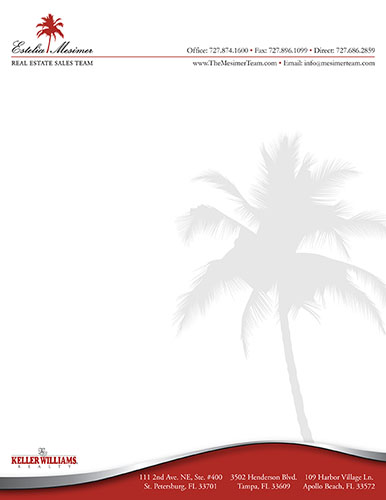 Estelia Mesimer
REAL ESTATE SALES TEAM
Office: 727.874.1600 • Fax: 727.896.1099 • Direct: 727.686.2859
www.TheMesimerTeam.com • Email: info@mesimerteam.com
KELLER WILLIAMS
REALTY
111 2nd Ave. NE, Ste. #400 3502 Henderson Blvd. 109 Harbor Village Ln.
St. Petersburg, FL 33701 Tampa, FL 33609 Apollo Beach, FL 33572